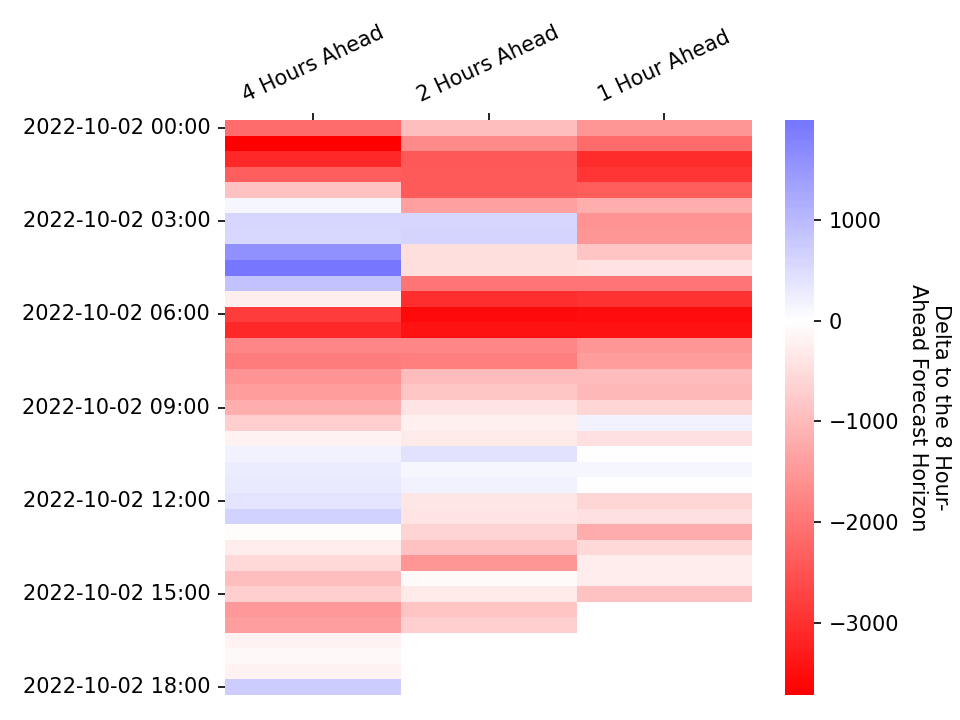 4 Hours Ahead
2 Hours Ahead
1 Hour Ahead
2022-10-02 00:00
2022-10-02 03:00
2022-10-02 06:00
2022-10-02 09:00
2022-10-02 12:00
2022-10-02 15:00
2022-10-02 18:00
1000
0
−1000
−2000
−3000
Delta to the 8 Hour-
Ahead Forecast Horizon